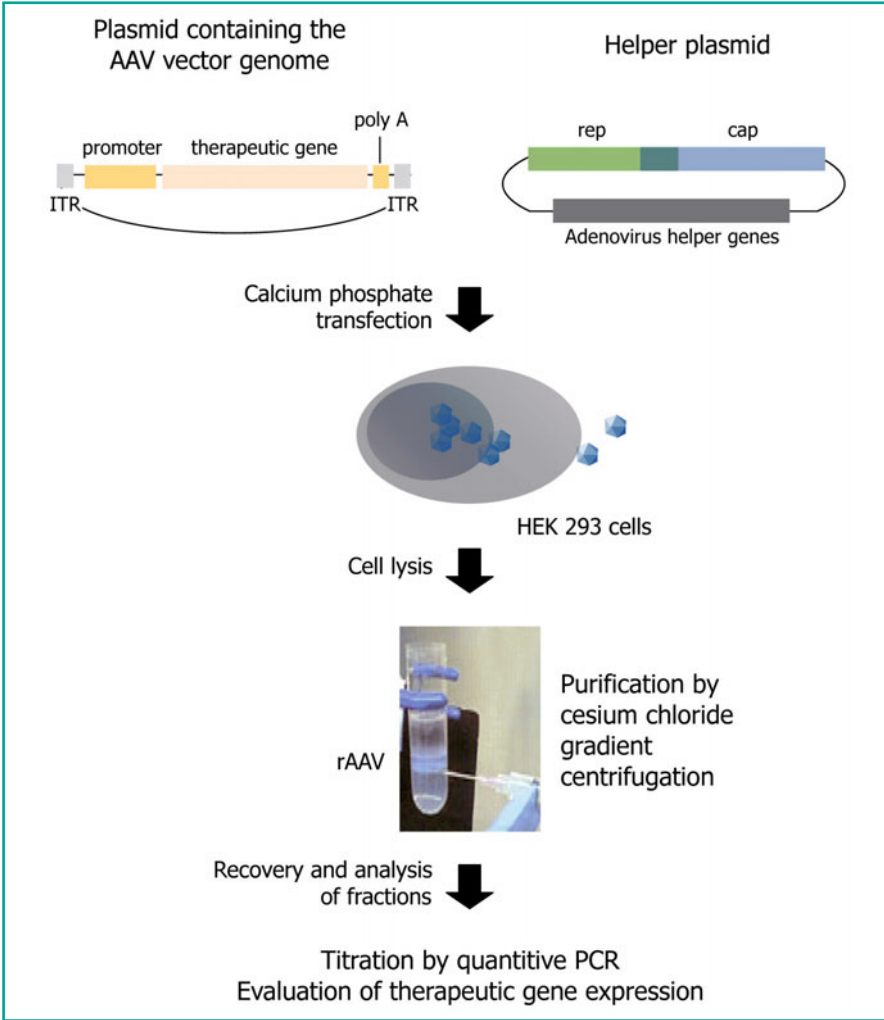 Plasmid containing the
AAV vector genome
Helper plasmid
poly A
promoter
therapeutic gene
ITR
ITR
rep
cap
Adenovirus helper genes
Calcium phosphate
transfection
HEK 293 cells
Cell lysis
rAAV
Purification by
cesium chloride
gradient
centrifugation
Recovery and analysis
of fractions
Titration by quantitive PCR
Evaluation of therapeutic gene expression